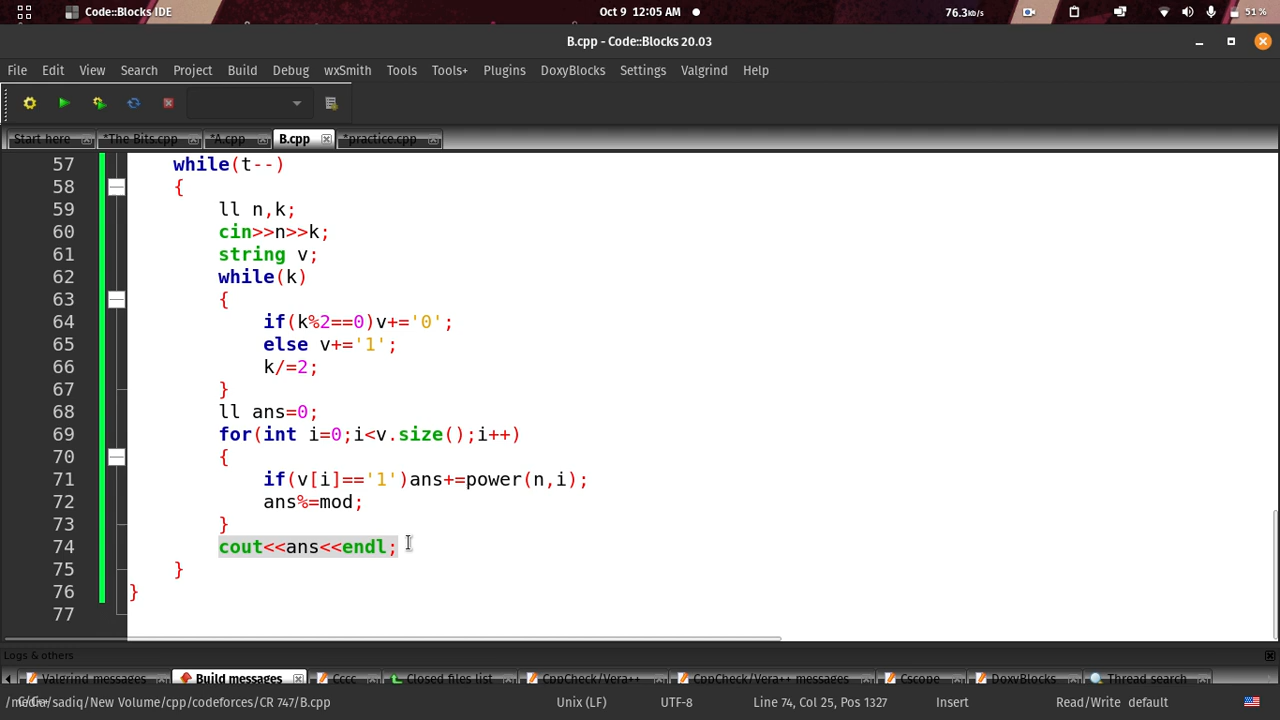 Code::Blocks IDE
Oct 9 12:05 AM
76.3kb/s
51 %
B.cpp - Code::Blocks 20.03
File Edit View Search Project Build Debug wxSmith Tools Tools+ Plugins DoxyBlocks Settings Valgrind Help
Start here *The Bits.cpp *A.cpp B.cpp *practice.cpp
57 while(t--)
58 {
59 ll n,k;
60 cin>>n>>k;
61 string v;
62 while(k)
63 {
64 if(k%2==0)v+='0';
65 else v+='1';
66 k/=2;
67 }
68 ll ans=0;
69 for(int i=0;i<v.size();i++)
70 {
71 if(v[i]=='1')ans+=power(n,i);
72 ans%=mod;
73 }
74 cout<<ans<<endl;
75 }
76 }
77
Logs & others
Valgrind messages Build messages Cccc Closed files list CppCheck/Vera++ CppCheck/Vera++ messages Cscope DoxyBlocks Thread search
/media/sadiq/New Volume/cpp/codeforces/CR 747/B.cpp Unix (LF) UTF-8 Line 74, Col 25, Pos 1327 Insert Read/Write default